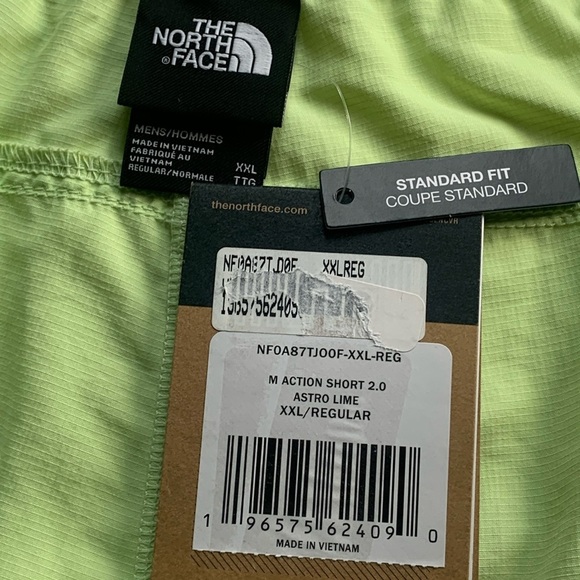 THE
NORTH
FACE
MENS/HOMMES
MADE IN VIETNAM
FABRIQUÉ AU
VIETNAM
REGULAR/NORMALE
XXL
TTG
STANDARD FIT
COUPE STANDARD
thenorthface.com
XXLREG
NF0A87TJO0F-XXL-REG
M ACTION SHORT 2.0
ASTRO LIME
XXL/REGULAR
1 96575 62409 0
MADE IN VIETNAM